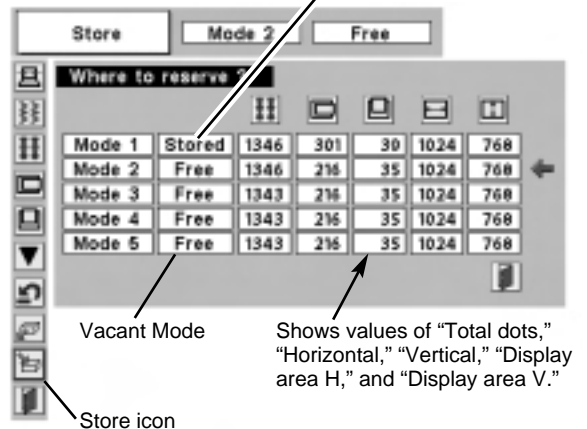 Store Mode 2 Free
Where to reserve ?
Mode 1 Stored 1346 301 30 1024 768
Mode 2 Free 1346 216 35 1024 768
Mode 3 Free 1343 216 35 1024 768
Mode 4 Free 1343 216 35 1024 768
Mode 5 Free 1343 216 35 1024 768
Vacant Mode
Shows values of “Total dots,”
“Horizontal,” “Vertical,” “Display
area H,” and “Display area V.”
Store icon